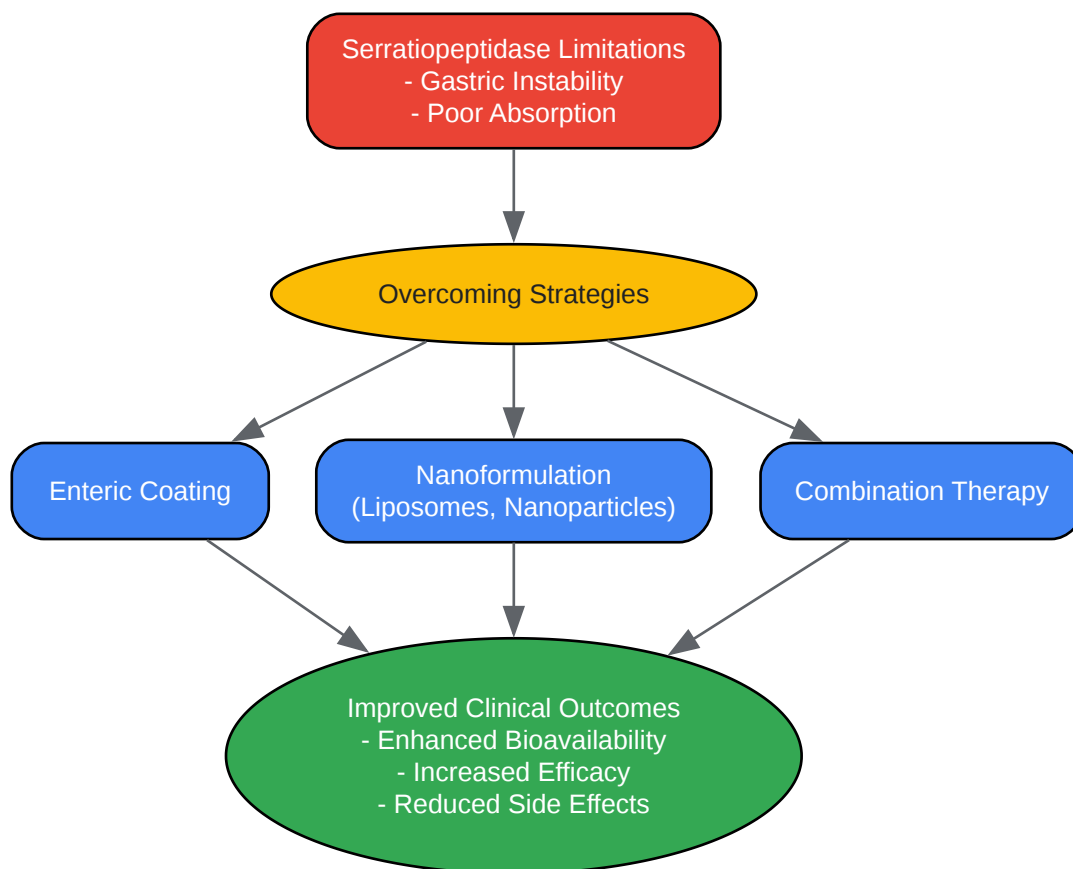 Serratiopeptidase Limitations
- Gastric Instability
- Poor Absorption
Overcoming Strategies
Enteric Coating
Nanoformulation
(Liposomes, Nanoparticles)
Combination Therapy
Improved Clinical Outcomes
- Enhanced Bioavailability
- Increased Efficacy
- Reduced Side Effects